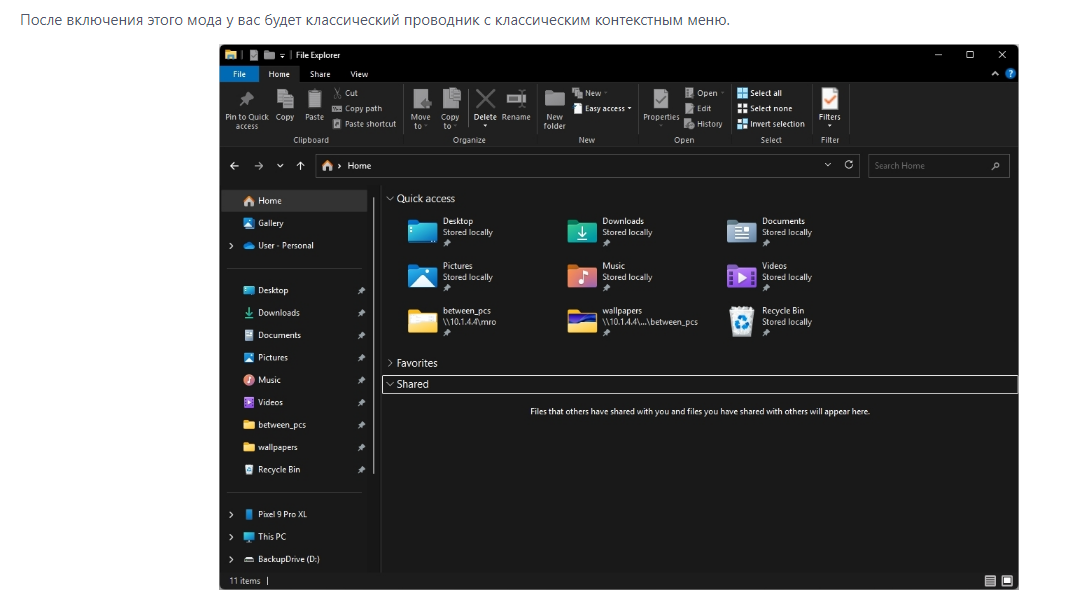 После включения этого мода у вас будет классический проводник с классическим контекстным меню.
File Explorer
File Home Share View
Pin to Quick access
Copy
Paste
Cut
Copy path
Paste shortcut
Clipboard
Move to
Copy to
Delete
Rename
Organize
New folder
New
Easy access
New
Properties
Open
Edit
History
Open
Select all
Select none
Invert selection
Select
Filters
Filter
Home
Search Home
Home
Gallery
User - Personal
Desktop
Downloads
Documents
Pictures
Music
Videos
between_pcs
wallpapers
Recycle Bin
Pixel 9 Pro XL
This PC
BackupDrive (D:)
Quick access
Desktop
Stored locally
Downloads
Stored locally
Documents
Stored locally
Pictures
Stored locally
Music
Stored locally
Videos
Stored locally
between_pcs
\\10.1.4.4\mro
wallpapers
\\10.1.4.4\...\between_pcs
Recycle Bin
Stored locally
Favorites
Shared
Files that others have shared with you and files you have shared with others will appear here.
11 items